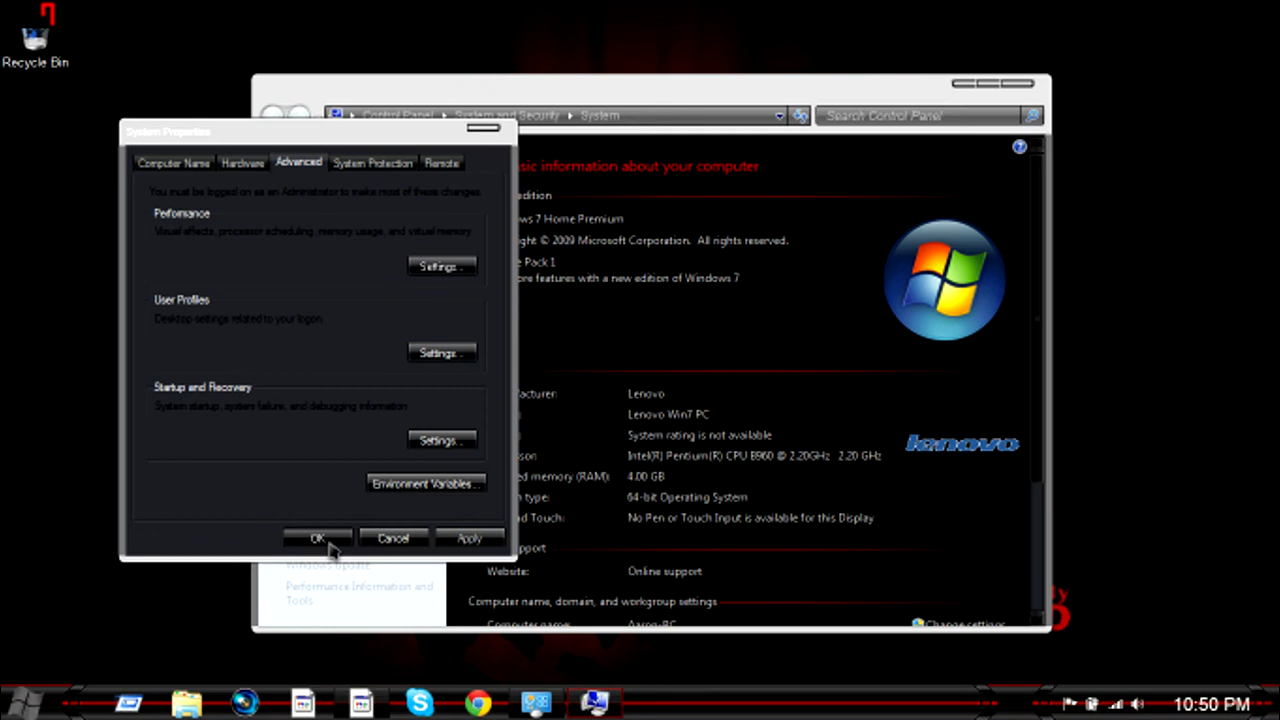 Recycle Bin
Control Panel System and Security System
Search Control Panel
System Properties
Computer Name Hardware Advanced System Protection Remote
You must be logged on as an Administrator to make most of these changes.
Performance
Visual effects, processor scheduling, memory usage, and virtual memory
Settings...
User Profiles
Desktop settings related to your logon
Settings...
Startup and Recovery
System startup, system failure, and debugging information
Settings...
Environment Variables...
OK Cancel Apply
sic information about your computer
edition
ws 7 Home Premium
ght © 2009 Microsoft Corporation. All rights reserved.
e Pack 1
ore features with a new edition of Windows 7
acturer: Lenovo
Lenovo Win7 PC
System rating is not available
Intel(R) Pentium(R) CPU B960 @ 2.20GHz 2.20 GHz
ed memory (RAM): 4.00 GB
type: 64-bit Operating System
nd Touch: No Pen or Touch Input is available for this Display
lenovo
upport
Website: Online support
Computer name, domain, and workgroup settings
Computer name: Aaron-PC
Change settings
Windows Update
Performance Information and
Tools
10:50 PM